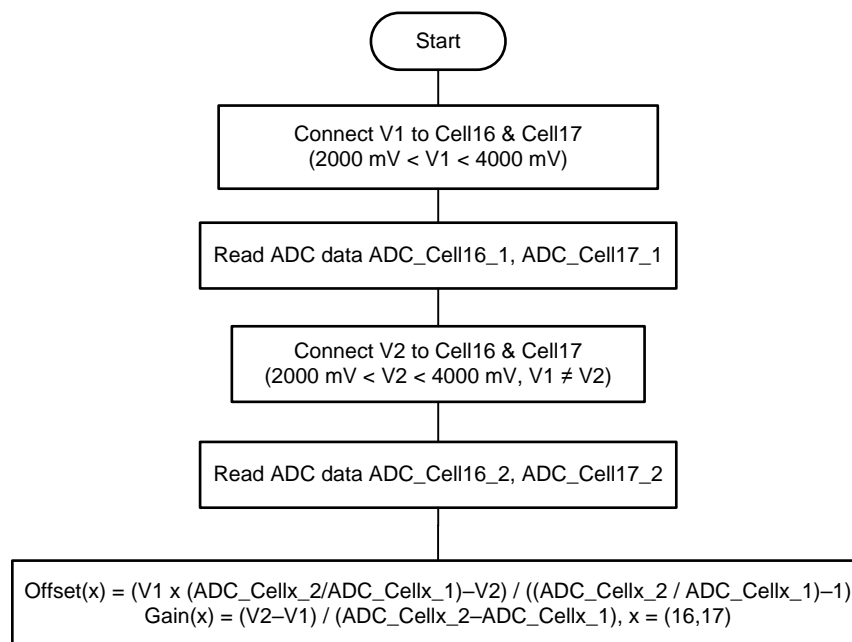 Start
Connect V1 to Cell16 & Cell17
(2000 mV < V1 < 4000 mV)
Read ADC data ADC_Cell16_1, ADC_Cell17_1
Connect V2 to Cell16 & Cell17
(2000 mV < V2 < 4000 mV, V1 ≠ V2)
Read ADC data ADC_Cell16_2, ADC_Cell17_2
Offset(x) = (V1 x (ADC_Cellx_2/ADC_Cellx_1)–V2) / ((ADC_Cellx_2 / ADC_Cellx_1)–1)
Gain(x) = (V2–V1) / (ADC_Cellx_2–ADC_Cellx_1), x = (16,17)